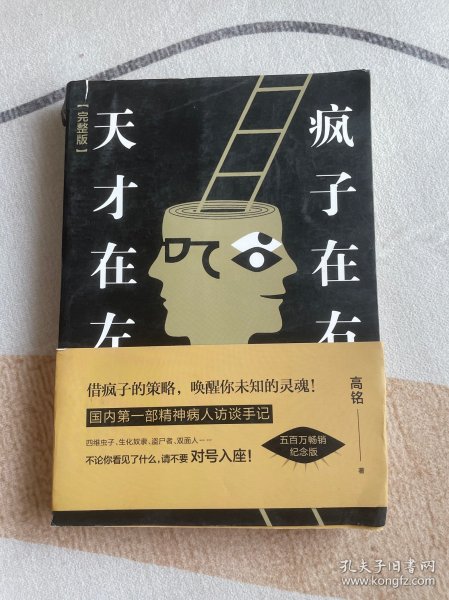 【完整版】
天才在左
疯子在右
借疯子的策略，唤醒你未知的灵魂！
国内第一部精神病人访谈手记
四维虫子、生化奴隶、盗尸者、双面人……
不论你看见了什么，请不要 对号入座！
高铭
著
五百万畅销
纪念版
孔夫子旧书网
www.kongfz.com